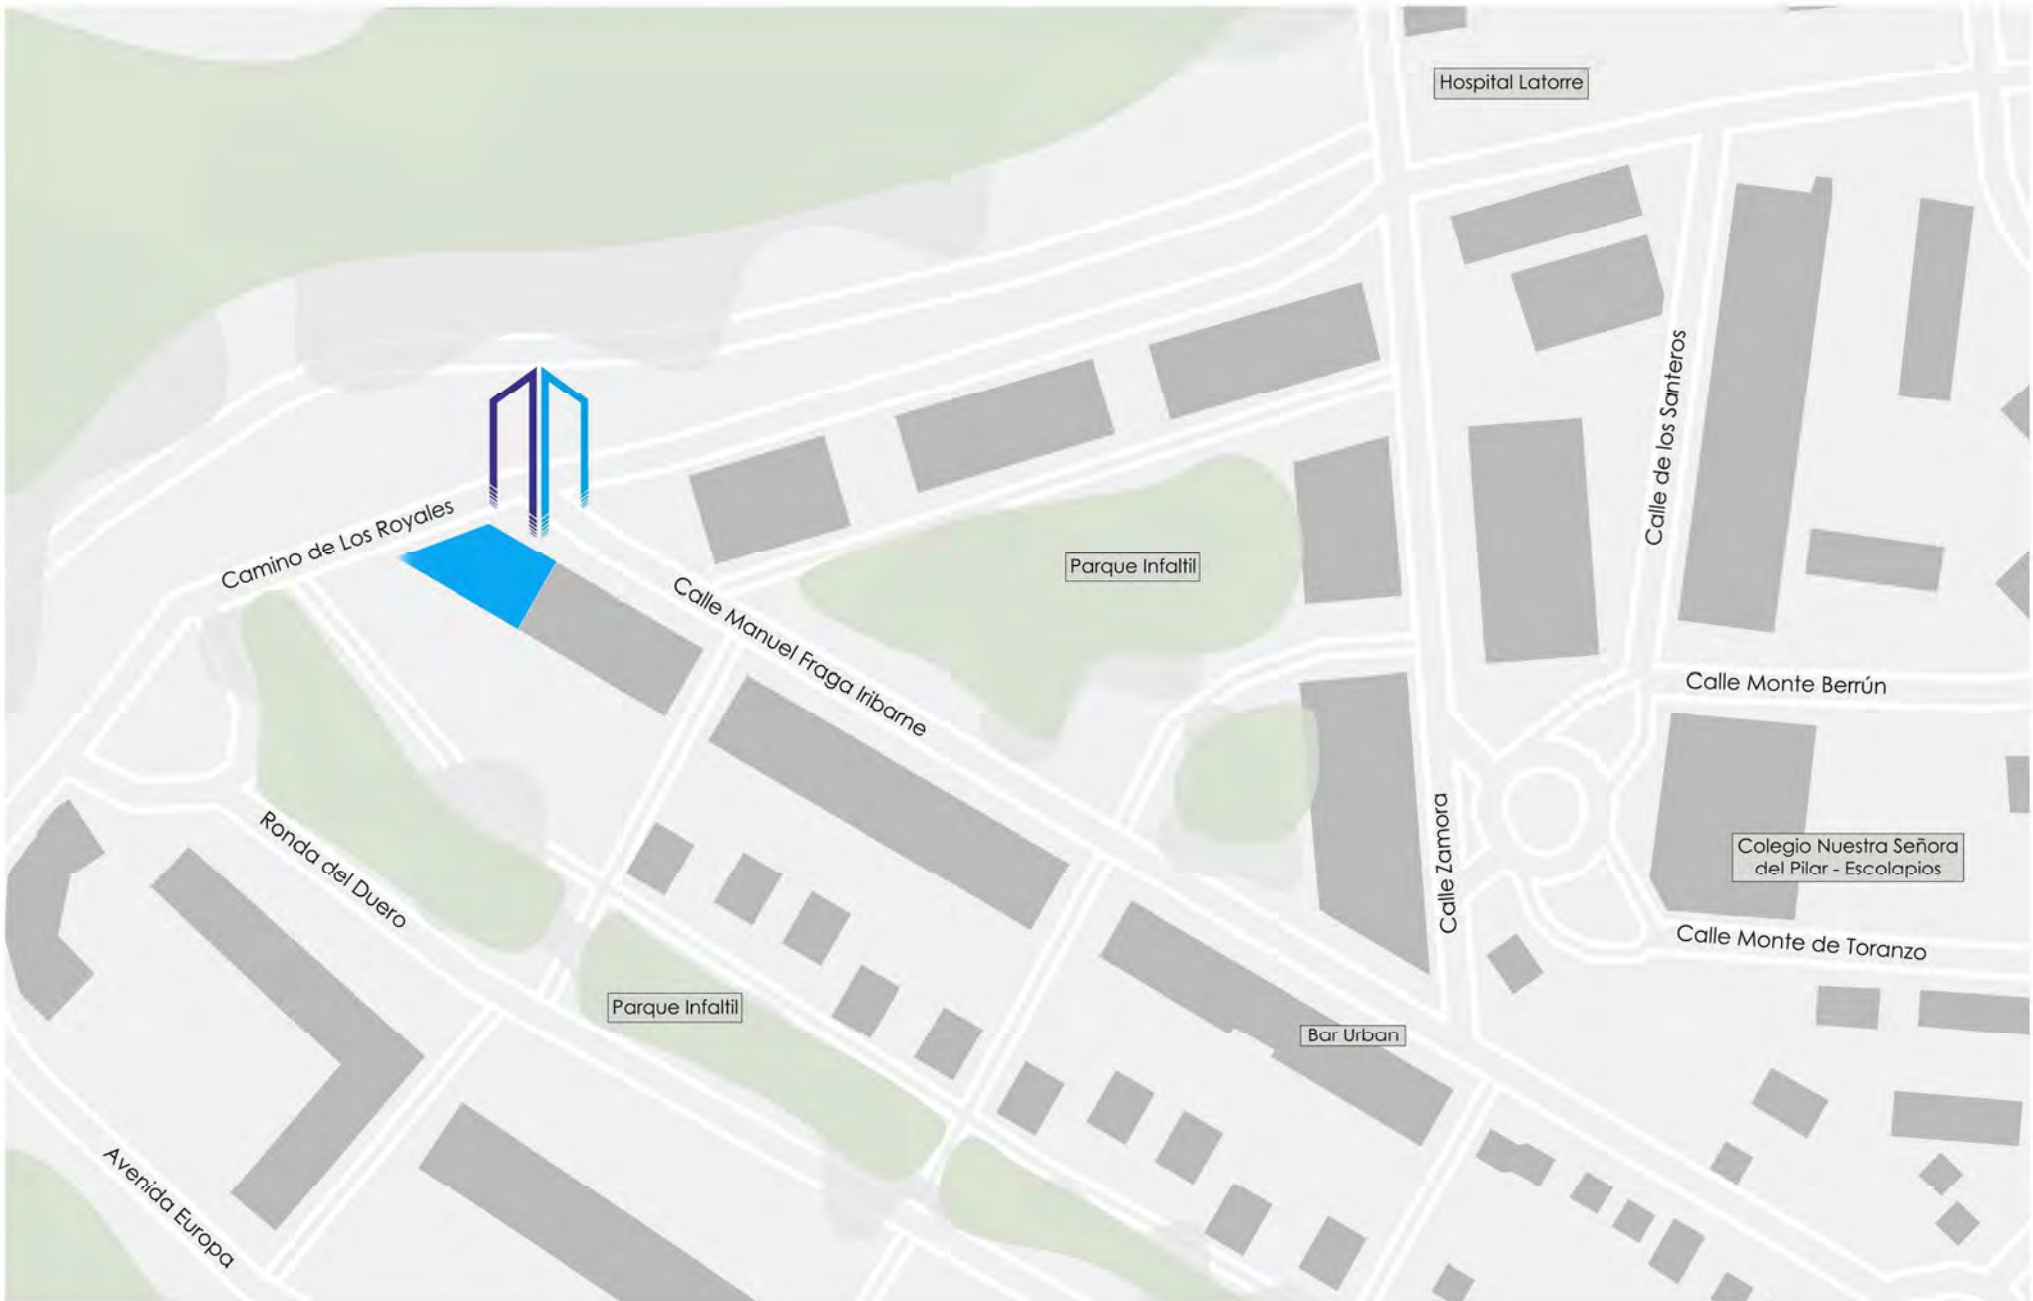 Hospital Latorre
Calle de los Santeros
Camino de Los Royales
Parque Infaltil
Calle Manuel Fraga Iribarne
Calle Monte Berrún
Ronda del Duero
Calle Zamora
Colegio Nuestra Señora
del Pilar - Escolapios
Calle Monte de Toranzo
Parque Infaltil
Bar Urban
Avenida Europa